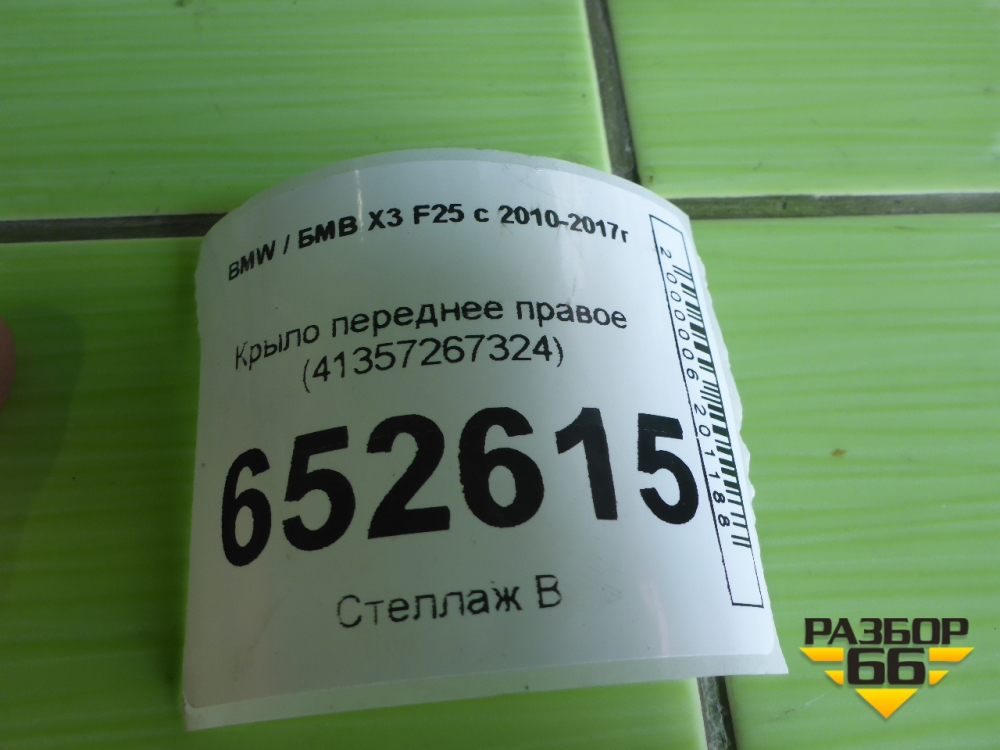 BMW / БМВ X3 F25 с 2010-2017г
Крыло переднее правое
(41357267324)
652615
Стеллаж В
2000006201188
РАЗБОР
66